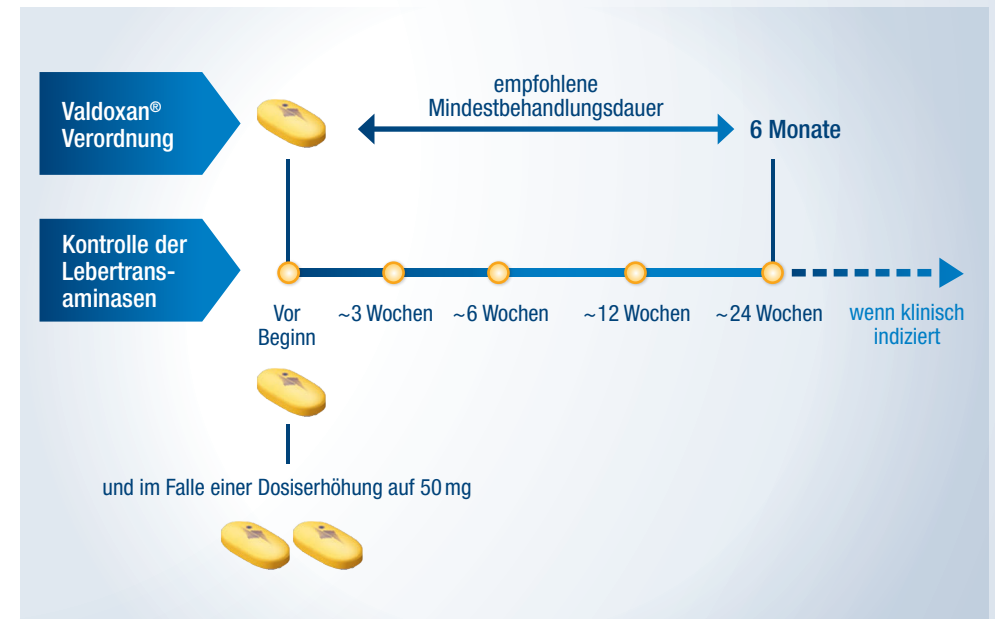 Valdoxan®
Verordnung
empfohlene
Mindestbehandlungsdauer
6 Monate
Kontrolle der
Lebertrans-
aminasen
Vor
Beginn
~3 Wochen
~6 Wochen
~12 Wochen
~24 Wochen
wenn klinisch
indiziert
und im Falle einer Dosiserhöhung auf 50 mg